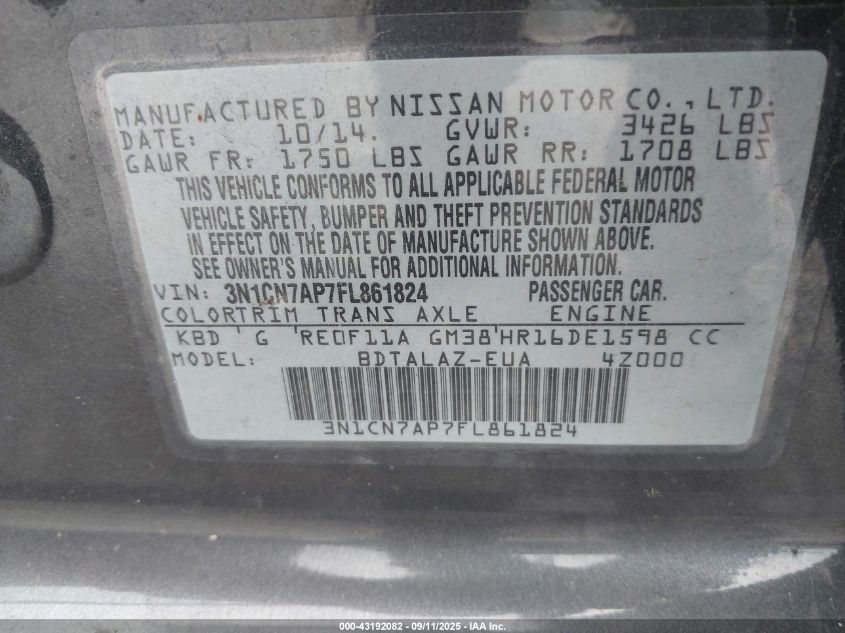 MANUFACTURED BY NISSAN MOTOR CO., LTD.
DATE: 10/14. GVWR: 3426 LBS
GAWR FR: 1750 LBS GAWR RR: 1708 LBS
THIS VEHICLE CONFORMS TO ALL APPLICABLE FEDERAL MOTOR
VEHICLE SAFETY, BUMPER AND THEFT PREVENTION STANDARDS
IN EFFECT ON THE DATE OF MANUFACTURE SHOWN ABOVE.
SEE OWNER'S MANUAL FOR ADDITIONAL INFORMATION.
VIN: 3N1CN7AP7FL861824 PASSENGER CAR.
COLORTRIM TRANS AXLE ENGINE
KBD ' G 'RE0F11A GM38'HR16DE1598 CC
MODEL: BDTALAZ-EUA 4Z000
3N1CN7AP7FL861824
000-43192082 - 09/11/2025 - IAA Inc.